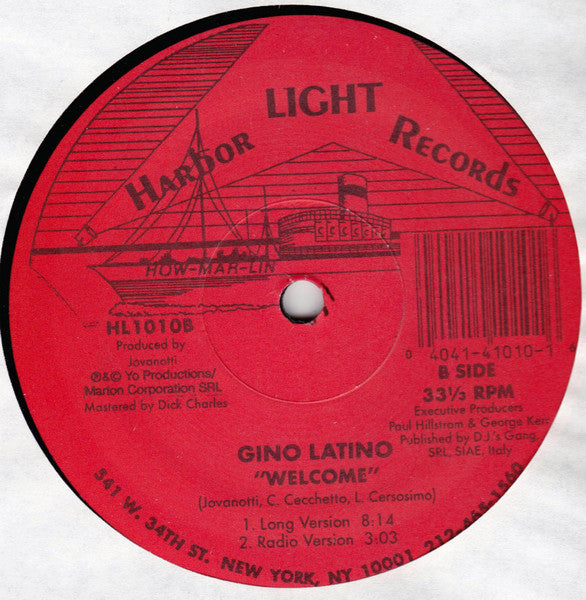 Harbor LIGHT Records
HOW-MAR-LIN
HL1010B
Produced by
Jovanotti
℗&© Yo Productions/
Marion Corporation SRL
Mastered by Dick Charles
0 4041-41010-1
B SIDE
33⅓ RPM
Executive Producers
Paul Hillstrom & George Kerr
Published by D.J.'s Gang,
SRL, SIAE, Italy
GINO LATINO
"WELCOME"
(Jovanotti, C. Cecchetto, L. Cersosimo)
1. Long Version 8:14
2. Radio Version 3:03
541 W. 34TH ST. NEW YORK, NY 10001